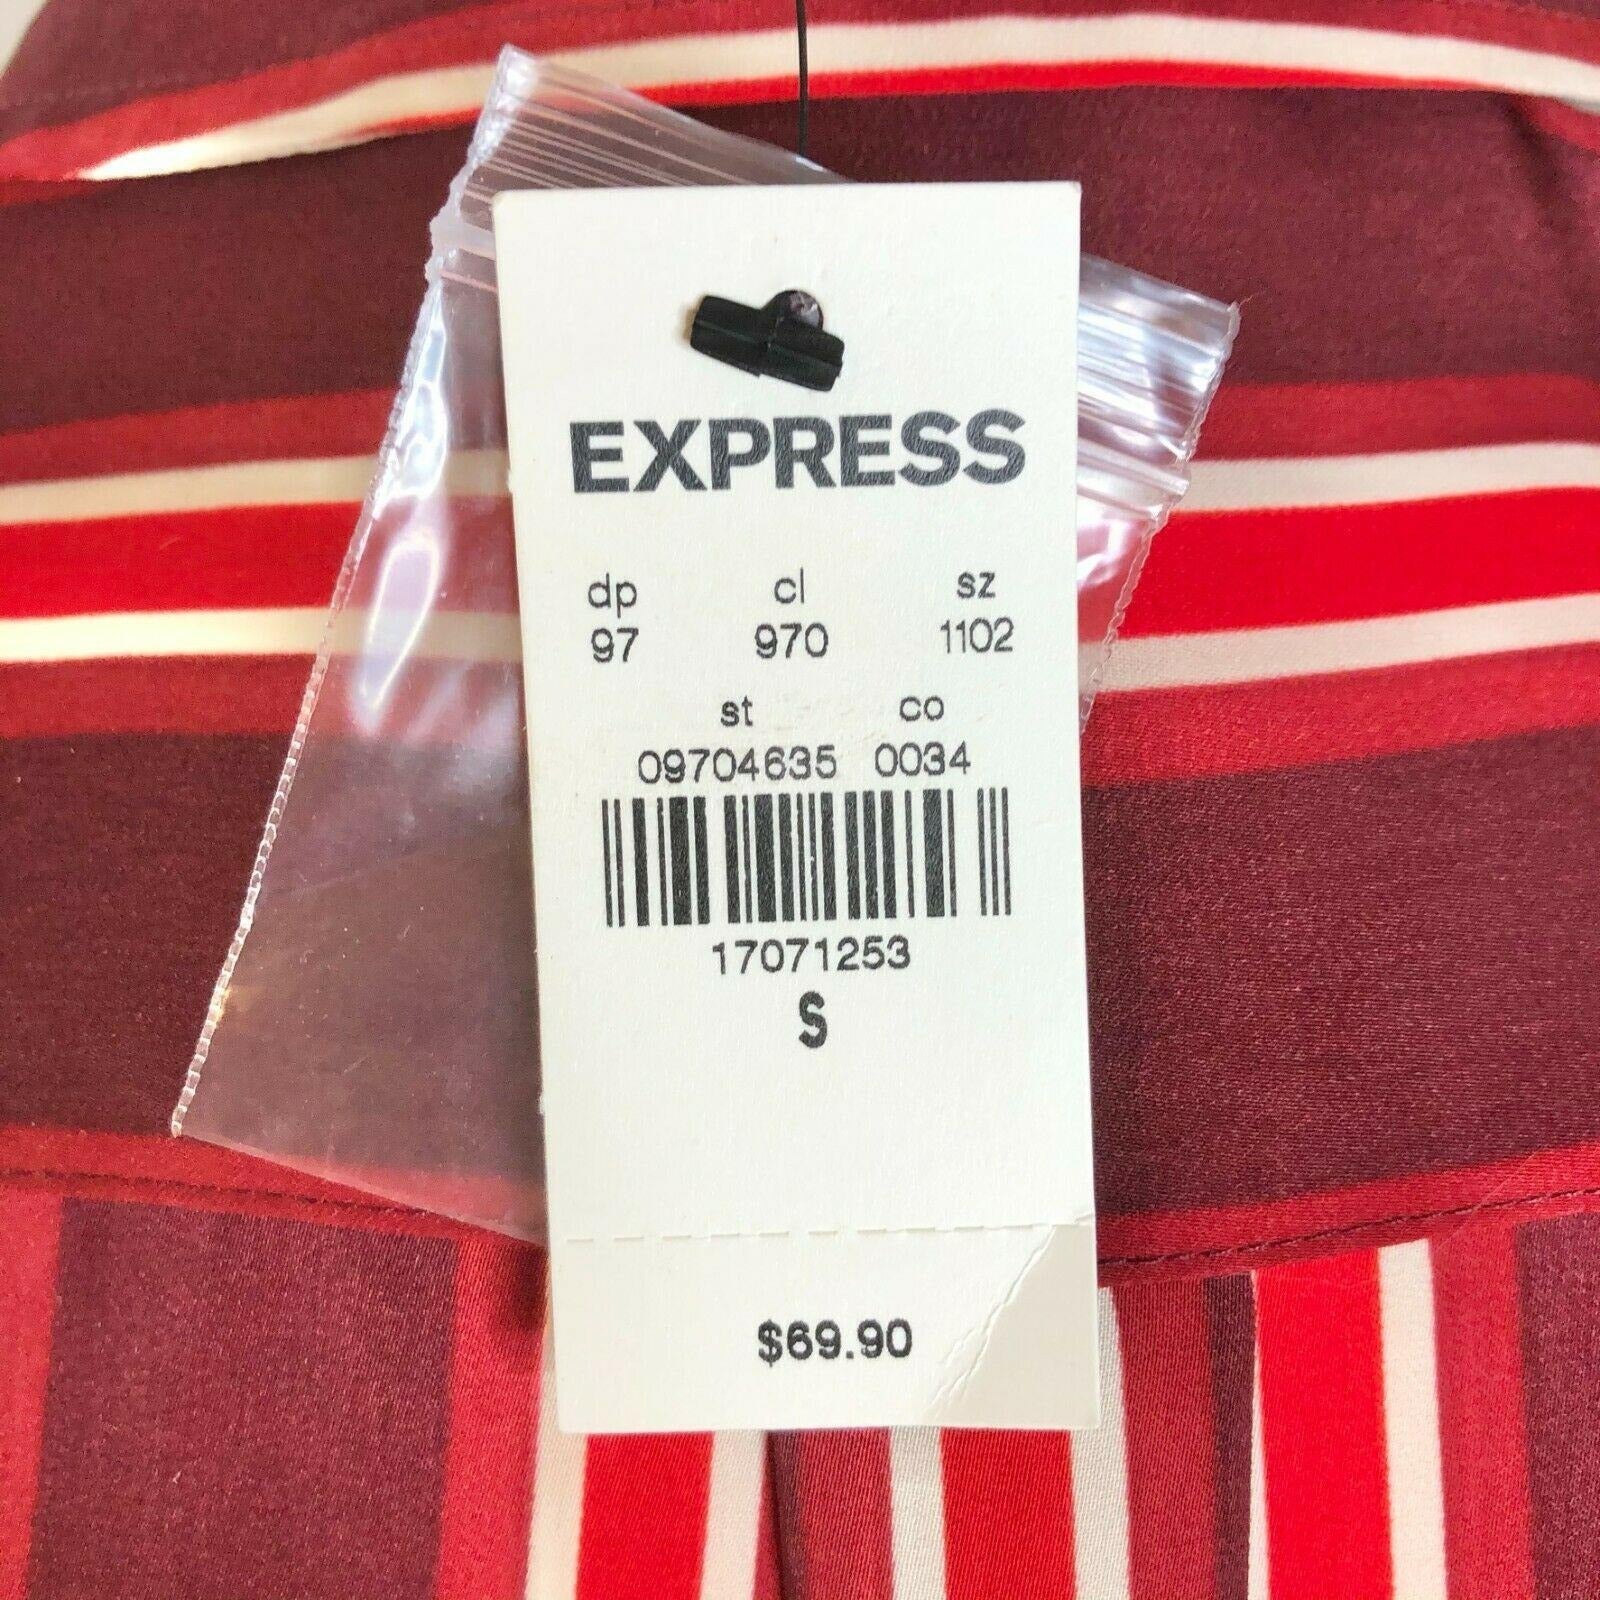 EXPRESS
dp cl sz
97 970 1102
st co
09704635 0034
17071253
S
$69.90